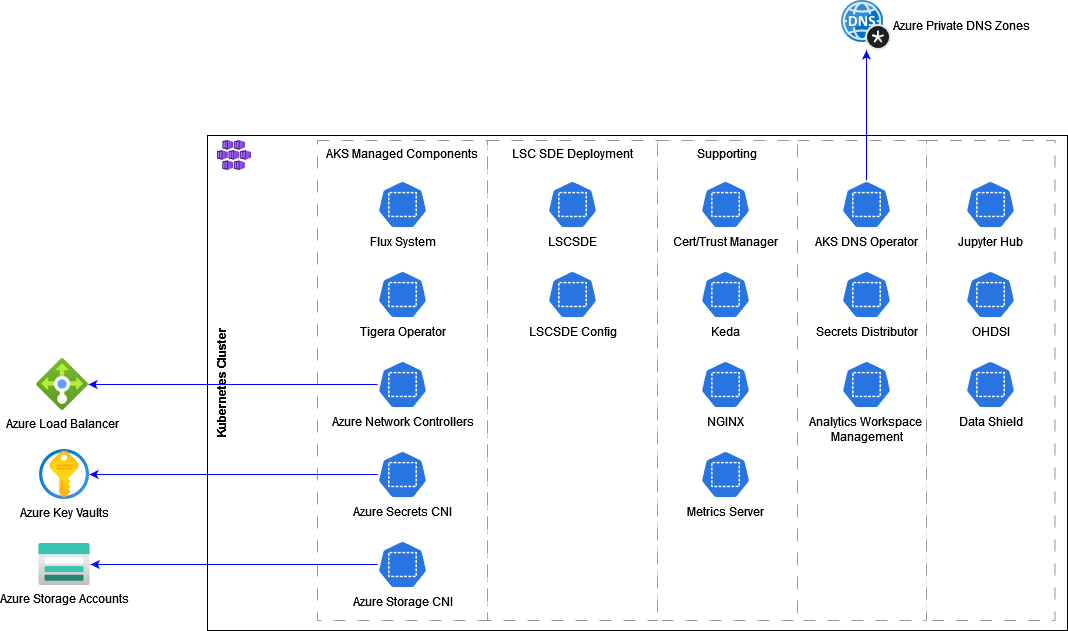 DNS
Azure Private DNS Zones
Kubernetes Cluster
AKS Managed Components
Flux System
Tigera Operator
Azure Network Controllers
Azure Secrets CNI
Azure Storage CNI
LSC SDE Deployment
LSCSDE
LSCSDE Config
Supporting
Cert/Trust Manager
Keda
NGINX
Metrics Server
AKS DNS Operator
Secrets Distributor
Analytics Workspace
Management
Jupyter Hub
OHDSI
Data Shield
Azure Load Balancer
Azure Key Vaults
Azure Storage Accounts